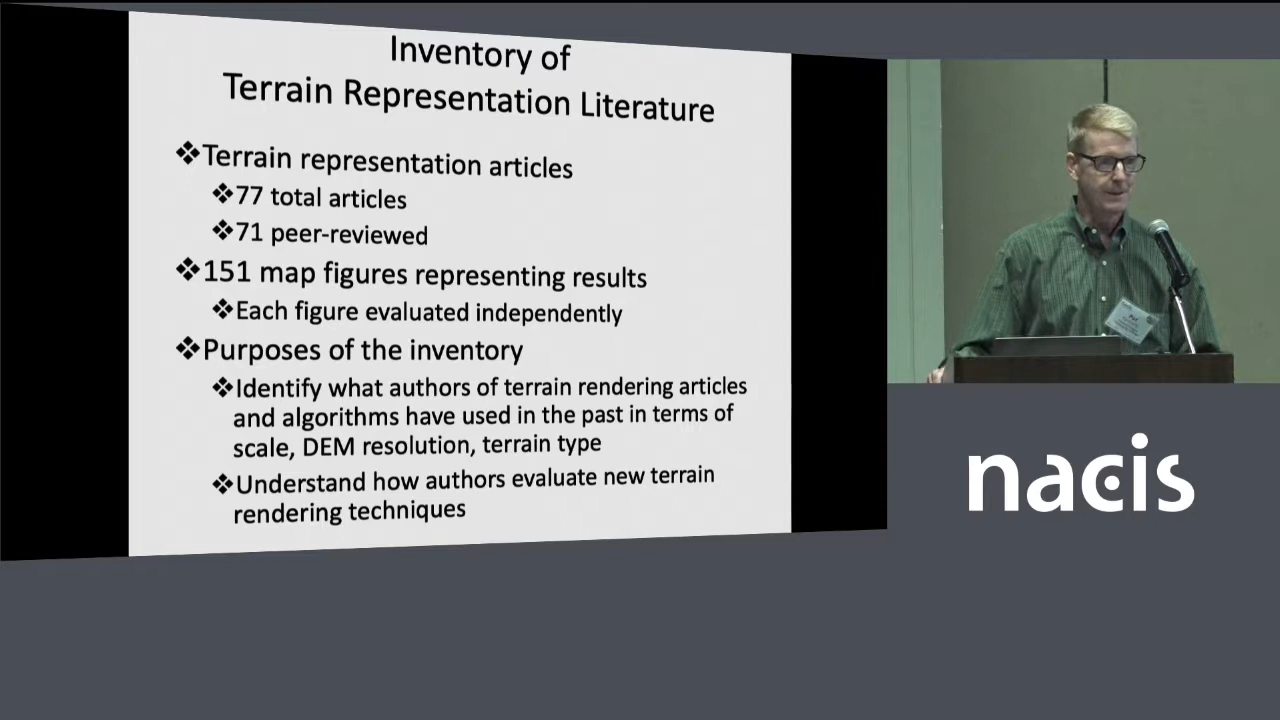 Inventory of
Terrain Representation Literature
❖Terrain representation articles
❖77 total articles
❖71 peer-reviewed
❖151 map figures representing results
❖Each figure evaluated independently
❖Purposes of the inventory
❖Identify what authors of terrain rendering articles
and algorithms have used in the past in terms of
scale, DEM resolution, terrain type
❖Understand how authors evaluate new terrain
rendering techniques
nacis